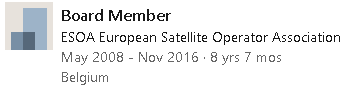 Board Member
ESOA European Satellite Operator Association
May 2008 - Nov 2016 · 8 yrs 7 mos
Belgium